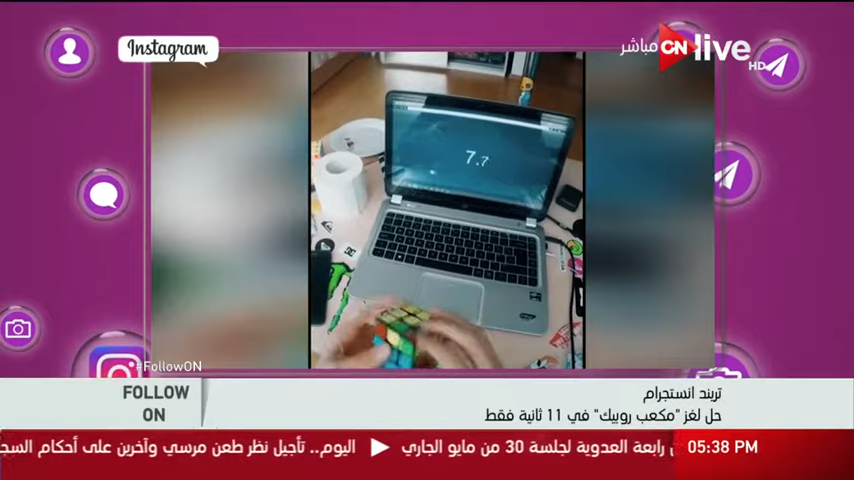 Instagram
مباشر
ON live
HD
7.7
DC
#FollowON
FOLLOW
ON
تريند انستجرام
حل لغز "مكعب روبيك" في 11 ثانية فقط
رابعة العدوية لجلسة 30 من مايو الجاري
اليوم.. تأجيل نظر طعن مرسي وآخرين على أحكام
05:38 PM